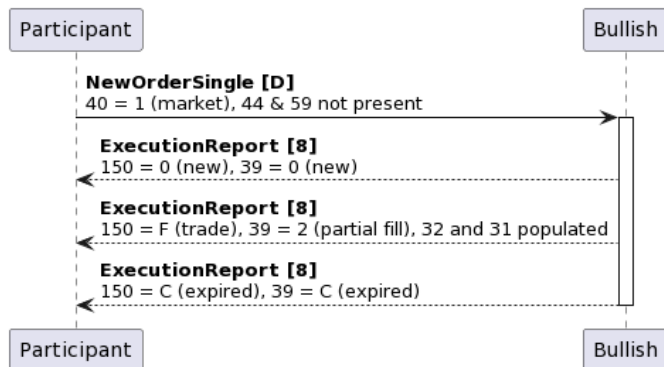 Participant
Bullish
NewOrderSingle [D]
40 = 1 (market), 44 & 59 not present
ExecutionReport [8]
150 = 0 (new), 39 = 0 (new)
ExecutionReport [8]
150 = F (trade), 39 = 2 (partial fill), 32 and 31 populated
ExecutionReport [8]
150 = C (expired), 39 = C (expired)
Participant
Bullish